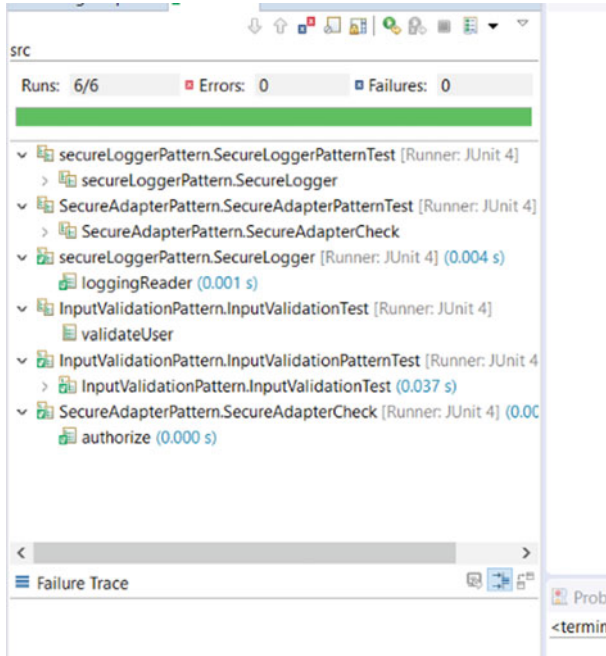 src
Runs: 6/6 Errors: 0 Failures: 0
secureLoggerPattern.SecureLoggerPatternTest [Runner: JUnit 4]
secureLoggerPattern.SecureLogger
SecureAdapterPattern.SecureAdapterPatternTest [Runner: JUnit 4]
SecureAdapterPattern.SecureAdapterCheck
secureLoggerPattern.SecureLogger [Runner: JUnit 4] (0.004 s)
loggingReader (0.001 s)
InputValidationPattern.InputValidationTest [Runner: JUnit 4]
validateUser
InputValidationPattern.InputValidationPatternTest [Runner: JUnit 4
InputValidationPattern.InputValidationTest (0.037 s)
SecureAdapterPattern.SecureAdapterCheck [Runner: JUnit 4] (0.00
authorize (0.000 s)
Failure Trace
Prob
<termin